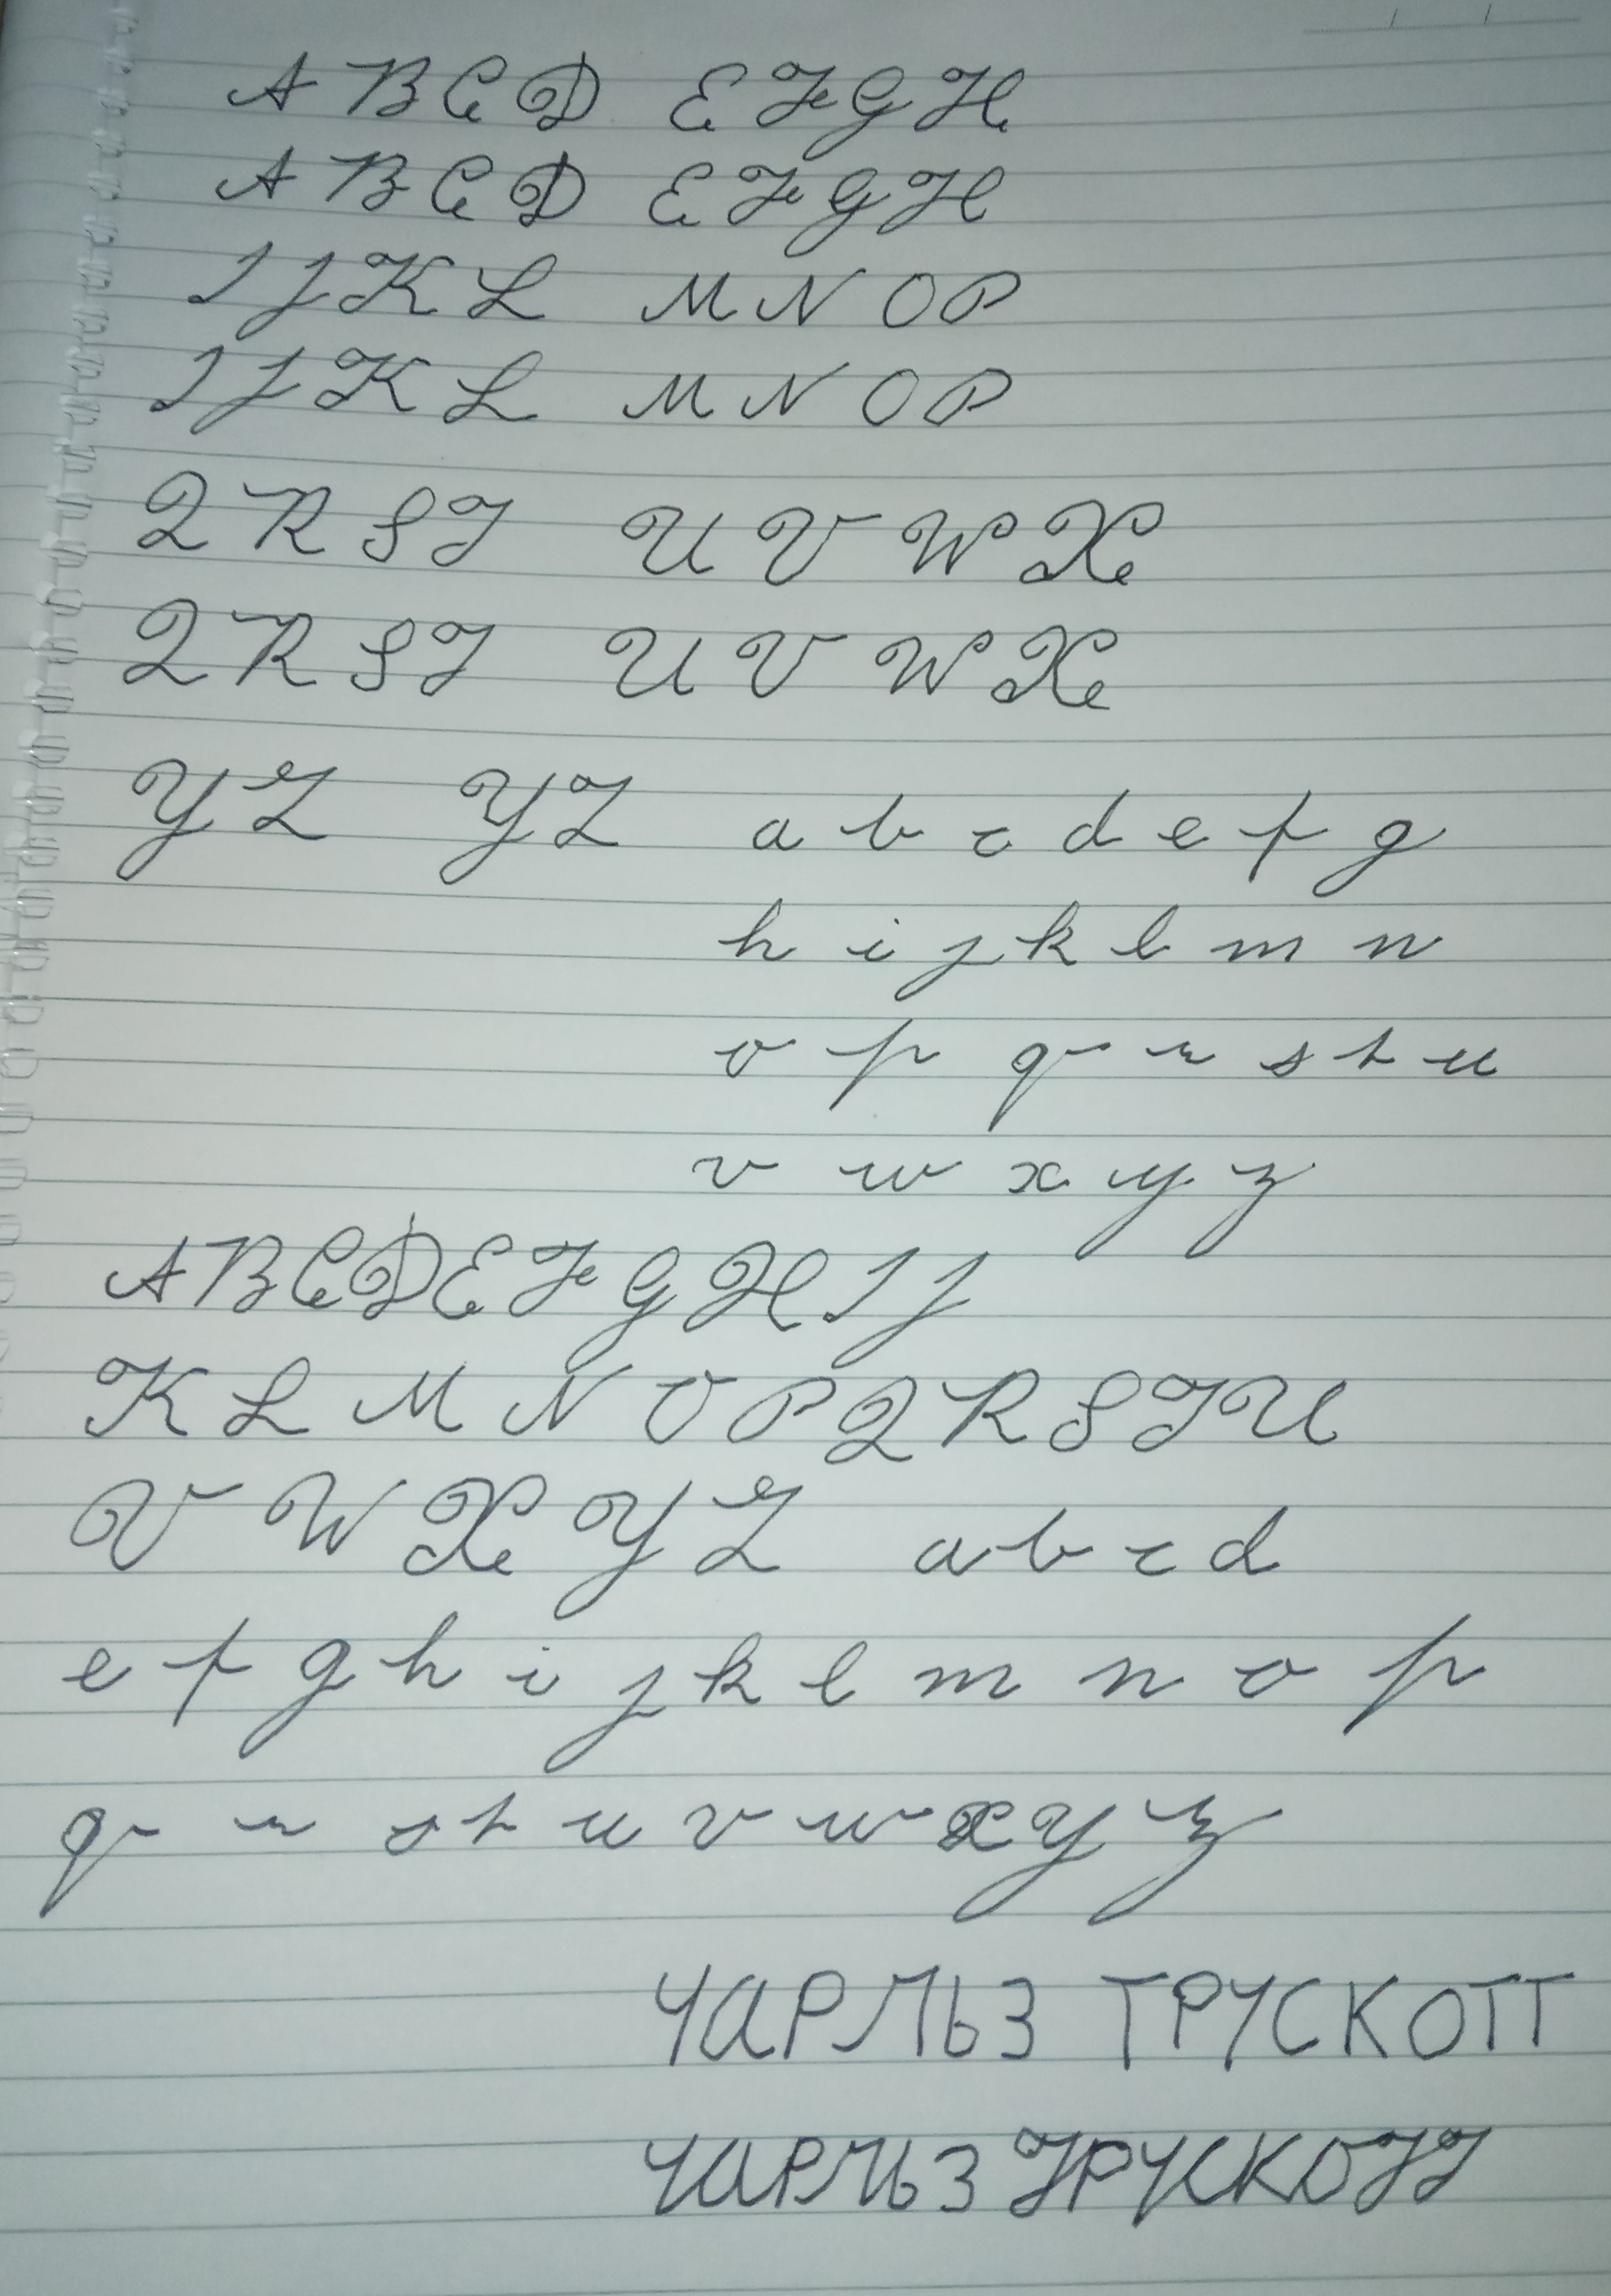 A B C D E F G H
A B C D E F G H
I J K L M N O P
I J K L M N O P
Q R S T U V W X
Q R S T U V W X
Y Z Y Z a b c d e f g
h i j k l m n
o p q r s t u
v w x y z
A B C D E F G H I J
K L M N O P Q R S T U
V W X Y Z a b c d
e f g h i j k l m n o p
q r s t u v w x y z
ЧАРЛЬЗ ТРУСКОТТ
ЧАРЛЬЗ ТРУСКОТТ